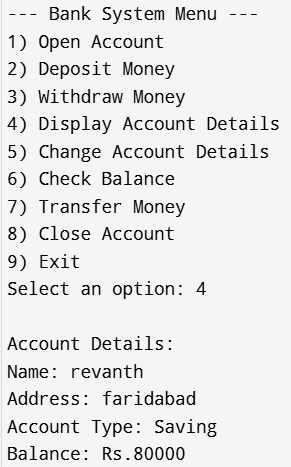 --- Bank System Menu ---
1) Open Account
2) Deposit Money
3) Withdraw Money
4) Display Account Details
5) Change Account Details
6) Check Balance
7) Transfer Money
8) Close Account
9) Exit
Select an option: 4

Account Details:
Name: revanth
Address: faridabad
Account Type: Saving
Balance: Rs.80000